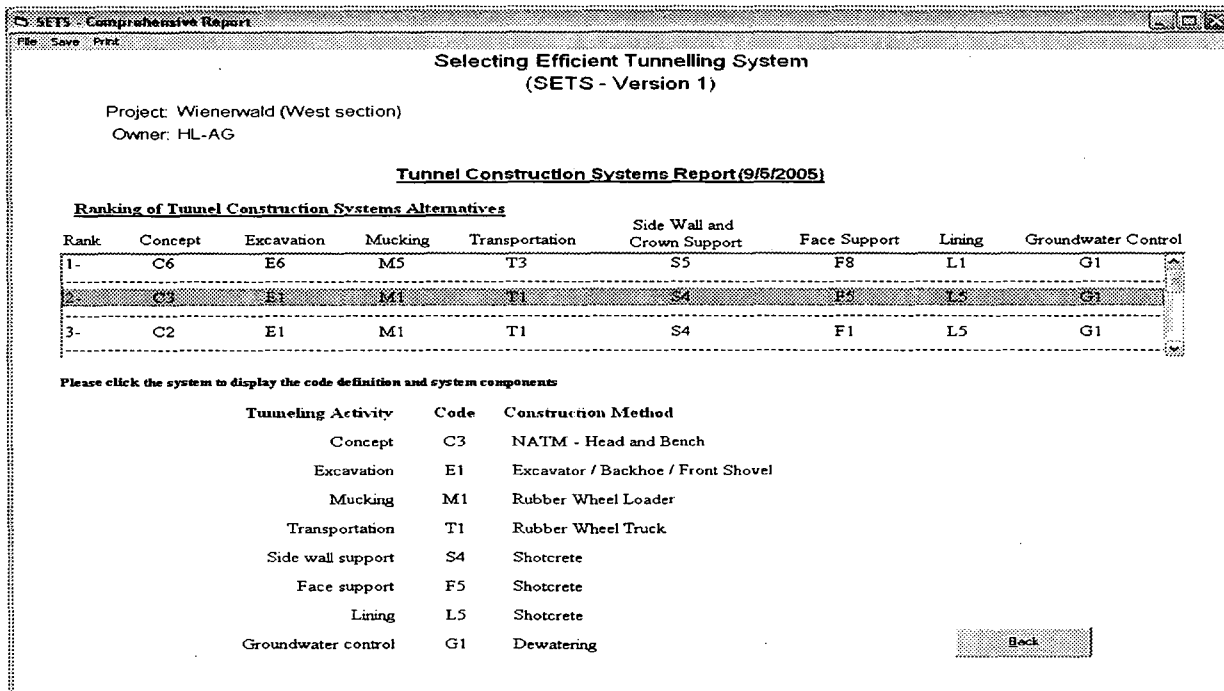 SETS - Comprehensive Report
File Save Print
Selecting Efficient Tunnelling System
(SETS - Version 1)
Project: Wienerwald (West section)
Owner: HL-AG
Tunnel Construction Systems Report (9/5/2005)
Ranking of Tunnel Construction Systems Alternatives
Rank Concept Excavation Mucking Transportation Side Wall and Crown Support Face Support Lining Groundwater Control
1- C6 E6 M5 T3 S5 F8 L1 G1
2- C3 E1 M1 T1 S4 F5 L5 G1
3- C2 E1 M1 T1 S4 F1 L5 G1
Please click the system to display the code definition and system components
Tunneling Activity Code Construction Method
Concept C3 NATM - Head and Bench
Excavation E1 Excavator / Backhoe / Front Shovel
Mucking M1 Rubber Wheel Loader
Transportation T1 Rubber Wheel Truck
Side wall support S4 Shotcrete
Face support F5 Shotcrete
Lining L5 Shotcrete
Groundwater control G1 Dewatering
Back